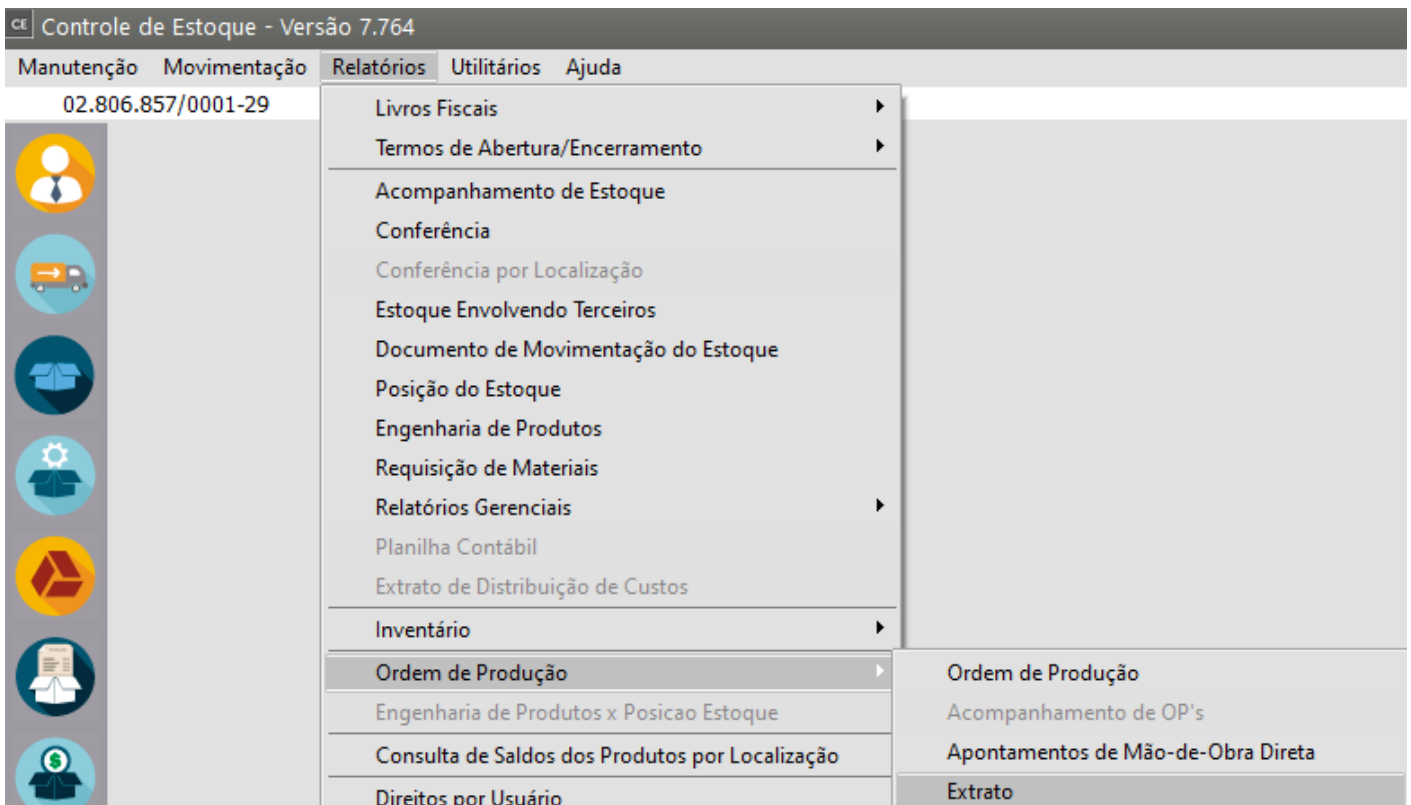 CE Controle de Estoque - Versão 7.764
Manutenção Movimentação Relatórios Utilitários Ajuda
02.806.857/0001-29
Livros Fiscais
Termos de Abertura/Encerramento
Acompanhamento de Estoque
Conferência
Conferência por Localização
Estoque Envolvendo Terceiros
Documento de Movimentação do Estoque
Posição do Estoque
Engenharia de Produtos
Requisição de Materiais
Relatórios Gerenciais
Planilha Contábil
Extrato de Distribuição de Custos
Inventário
Ordem de Produção
Engenharia de Produtos x Posicao Estoque
Consulta de Saldos dos Produtos por Localização
Direitos por Usuário
Ordem de Produção
Acompanhamento de OP's
Apontamentos de Mão-de-Obra Direta
Extrato